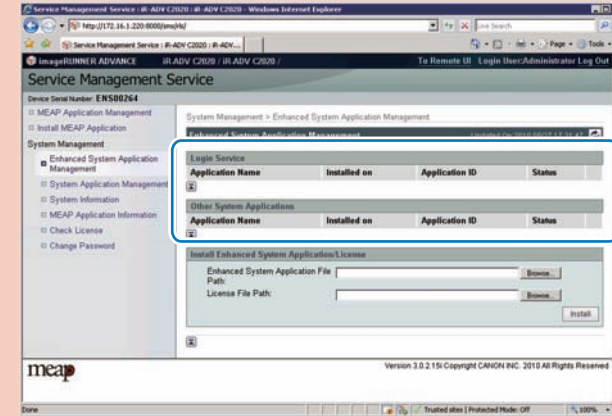 Service Management Service : iR-ADV C2020 : iR-ADV C2020 - Windows Internet Explorer
http://172.16.1.220:8000/sms/rls/
Live Search
Service Management Service : iR-ADV C2020 : iR-ADV...
Page
Tools
imageRUNNER ADVANCE
iR-ADV C2020 / iR-ADV C2020 /
To Remote UI Login User:Administrator Log Out
Service Management Service
Device Serial Number: ENS00264
MEAP Application Management
Install MEAP Application
System Management
Enhanced System Application
Management
System Application Management
System Information
MEAP Application Information
Check License
Change Password
System Management > Enhanced System Application Management
Enhanced System Application Management
Login Service
Application Name Installed on Application ID Status
Other System Applications
Application Name Installed on Application ID Status
Install Enhanced System Application/License
Enhanced System Application File
Path:
Browse...
License File Path:
Browse...
Install
meap
Version 3.0.2.15i Copyright CANON INC. 2010 All Rights Reserved
Done
Trusted sites | Protected Mode: Off
100%